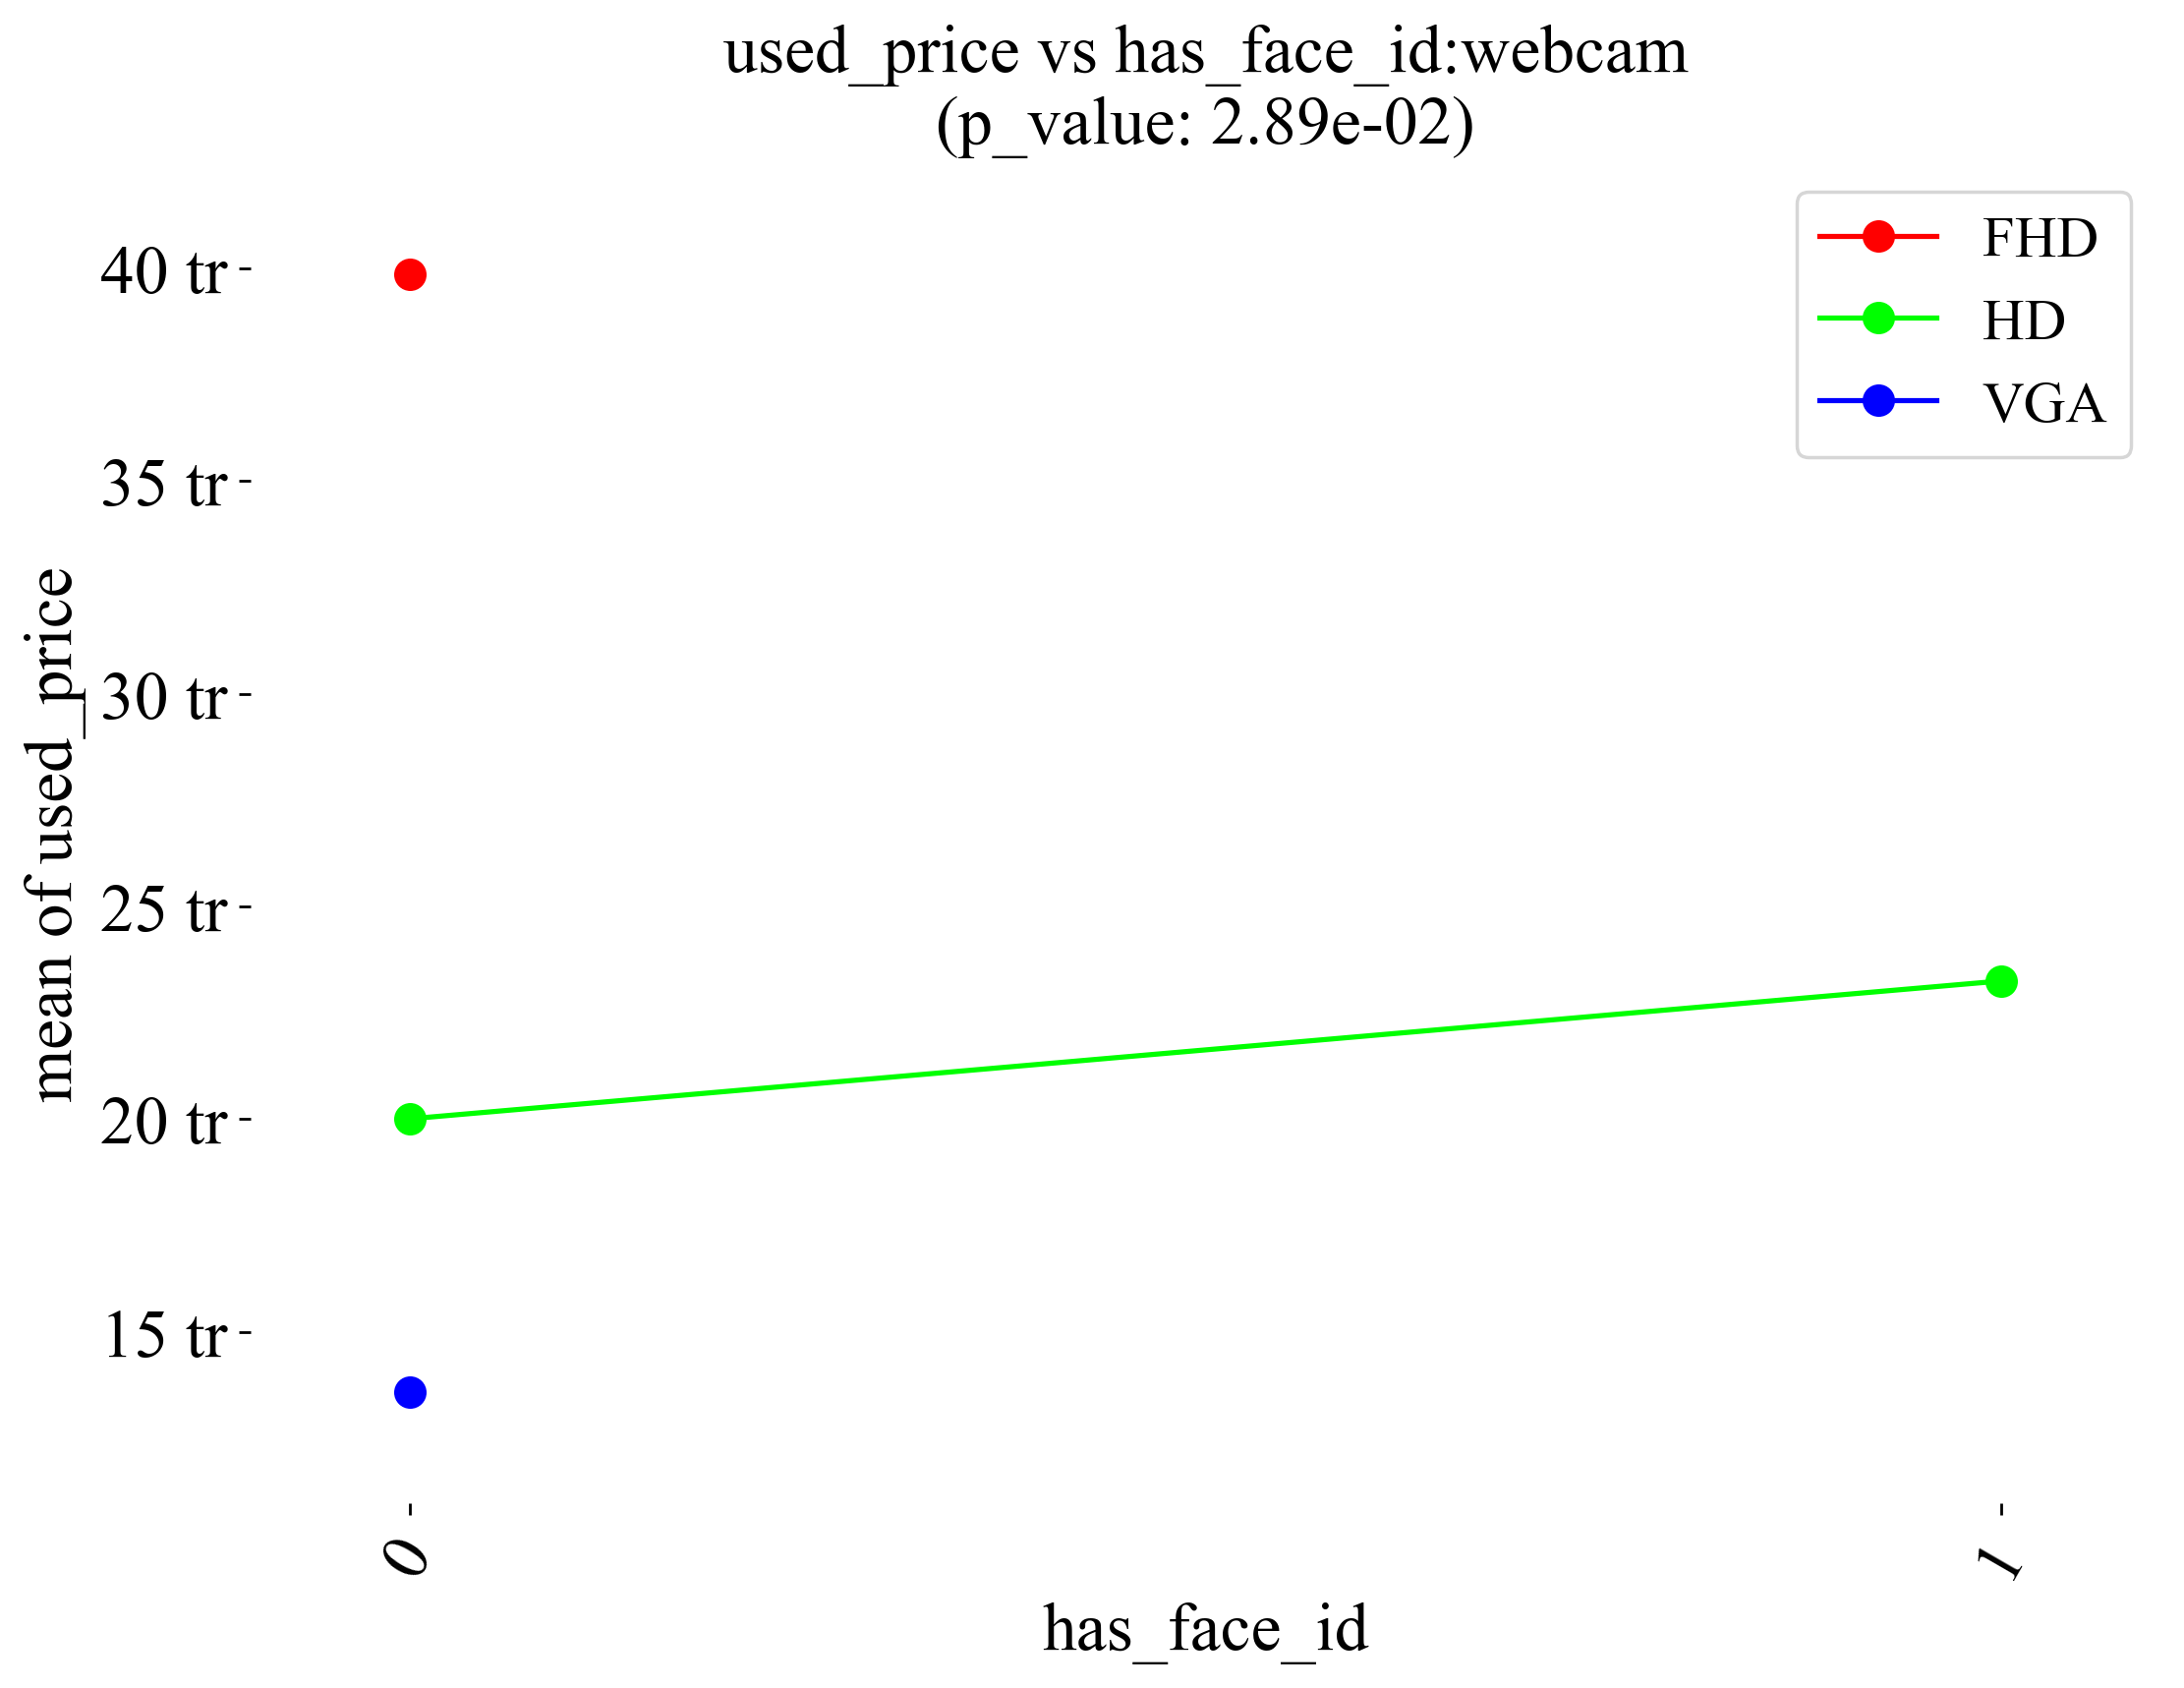 used_price vs has_face_id:webcam
(p_value: 2.89e-02)
FHD
HD
VGA
mean of used_price
40 tr
35 tr
30 tr
25 tr
20 tr
15 tr
0
1
has_face_id